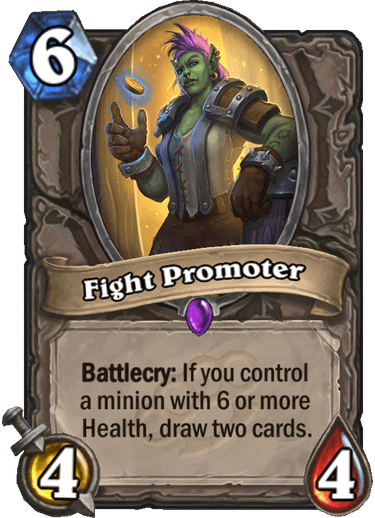 6
Fight Promoter
Battlecry: If you control
a minion with 6 or more
Health, draw two cards.
4
4